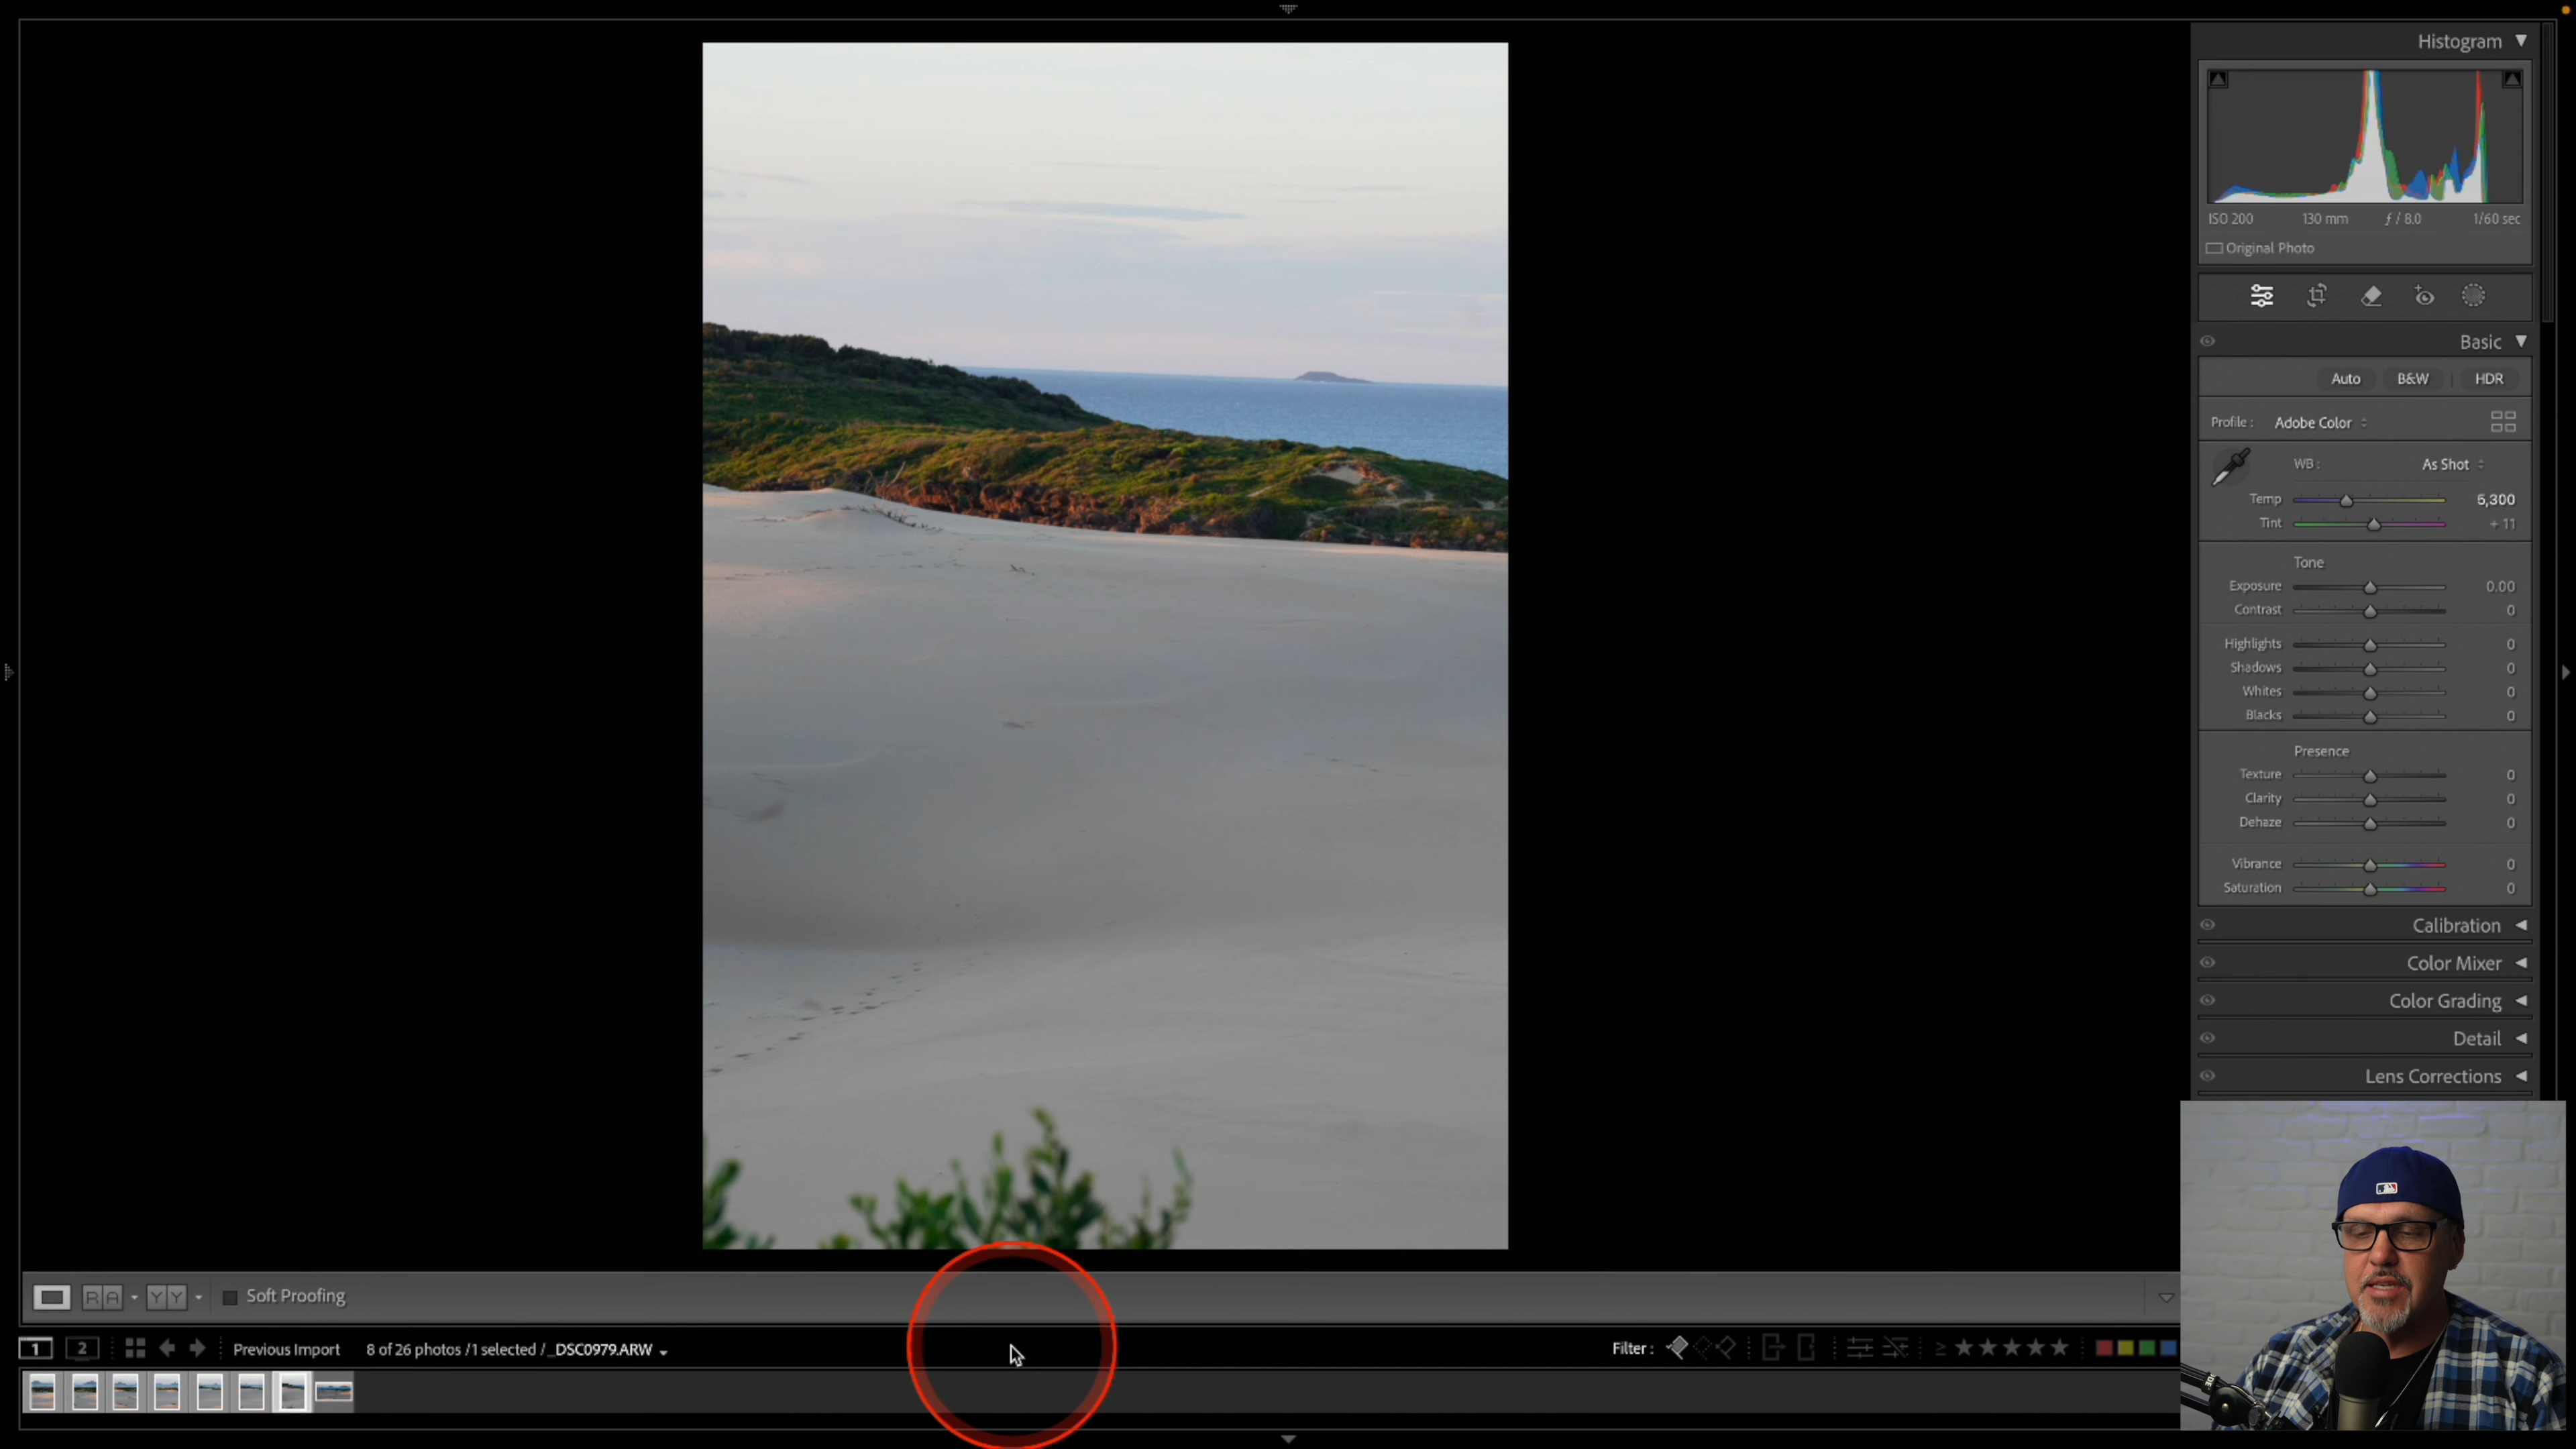 Histogram
ISO 200 130 mm ƒ / 8.0 1/60 sec
Original Photo
Basic
Auto B&W HDR
Profile : Adobe Color
WB : As Shot
Temp 5,300
Tint + 11
Tone
Exposure 0.00
Contrast 0
Highlights 0
Shadows 0
Whites 0
Blacks 0
Presence
Texture 0
Clarity 0
Dehaze 0
Vibrance 0
Saturation 0
Calibration
Color Mixer
Color Grading
Detail
Lens Corrections
R A Y Y Soft Proofing
1 2 Previous Import 8 of 26 photos /1 selected /_DSC0979.ARW Filter :